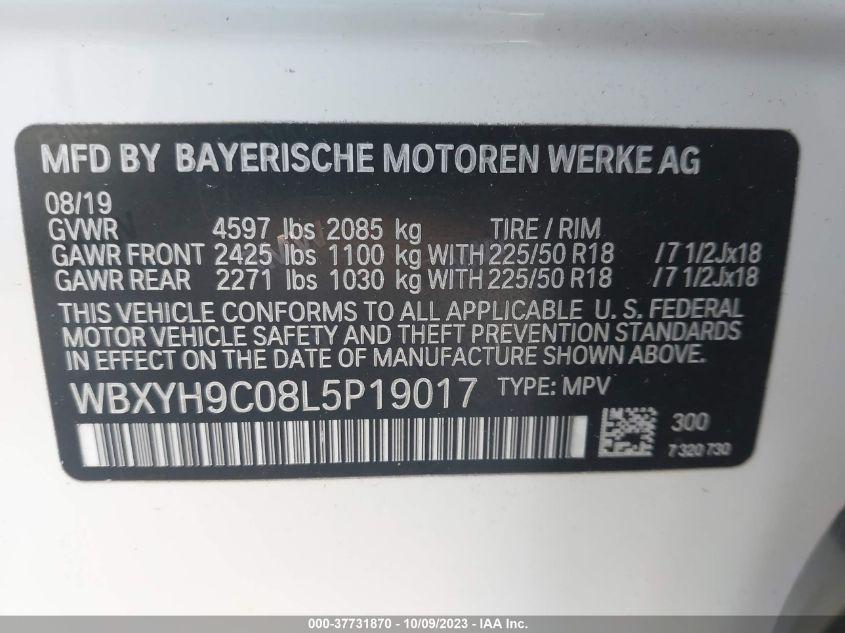 MFD BY BAYERISCHE MOTOREN WERKE AG
08/19
GVWR 4597 lbs 2085 kg TIRE / RIM
GAWR FRONT 2425 lbs 1100 kg WITH 225/50 R18 /7 1/2Jx18
GAWR REAR 2271 lbs 1030 kg WITH 225/50 R18 /7 1/2Jx18
THIS VEHICLE CONFORMS TO ALL APPLICABLE U. S. FEDERAL
MOTOR VEHICLE SAFETY AND THEFT PREVENTION STANDARDS
IN EFFECT ON THE DATE OF MANUFACTURE SHOWN ABOVE.
WBXYH9C08L5P19017 TYPE: MPV
300
7 320 730
000-37731870 - 10/09/2023 - IAA Inc.